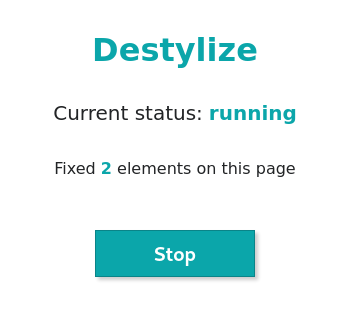 Destylize
Current status: running
Fixed 2 elements on this page
Stop